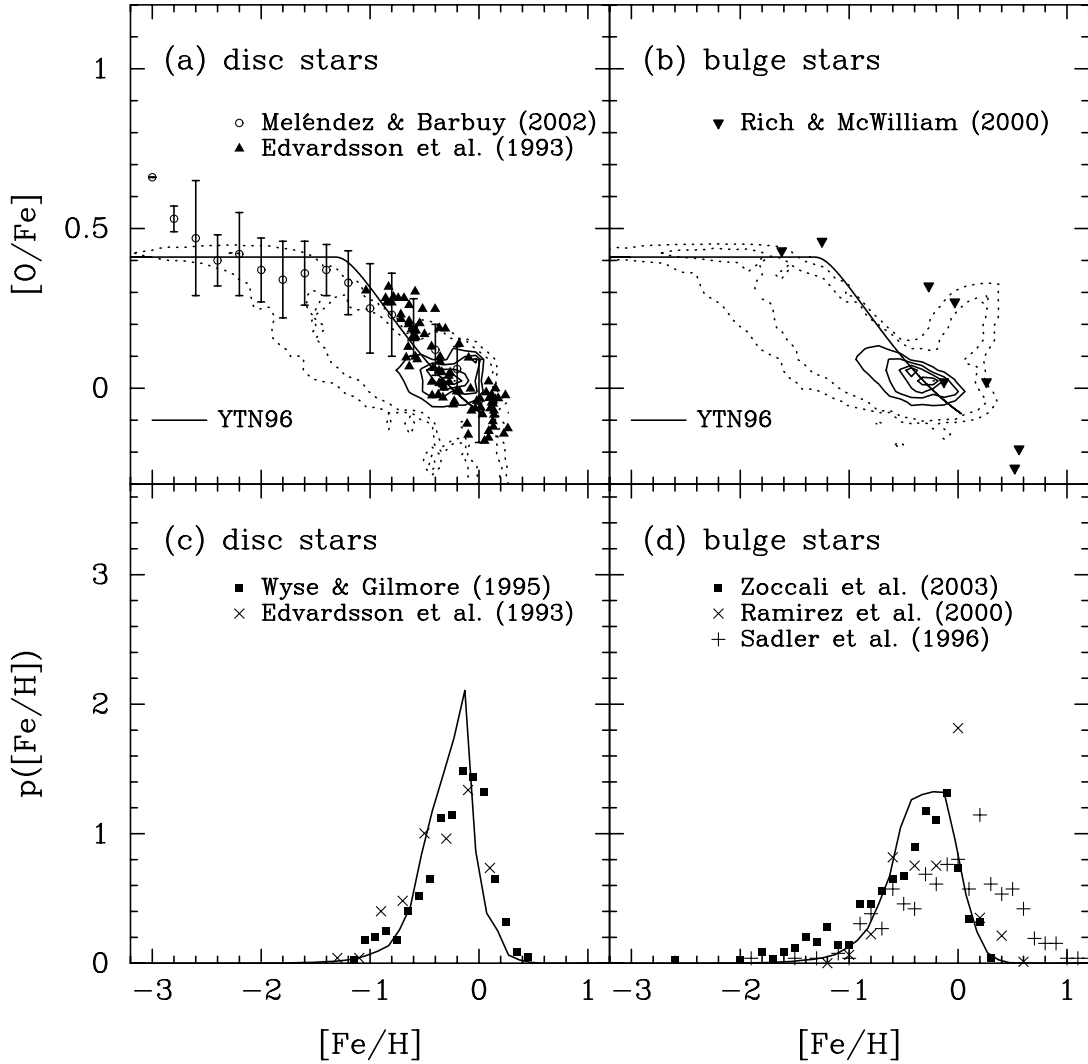 (a) disc stars
Meléndez & Barbuy (2002)
Edvardsson et al. (1993)
YTN96
[O/Fe]
1
0.5
0
(b) bulge stars
Rich & McWilliam (2000)
YTN96
(c) disc stars
Wyse & Gilmore (1995)
Edvardsson et al. (1993)
p([Fe/H])
3
2
1
0
−3 −2 −1 0
[Fe/H]
(d) bulge stars
Zoccali et al. (2003)
Ramirez et al. (2000)
Sadler et al. (1996)
−3 −2 −1 0 1
[Fe/H]